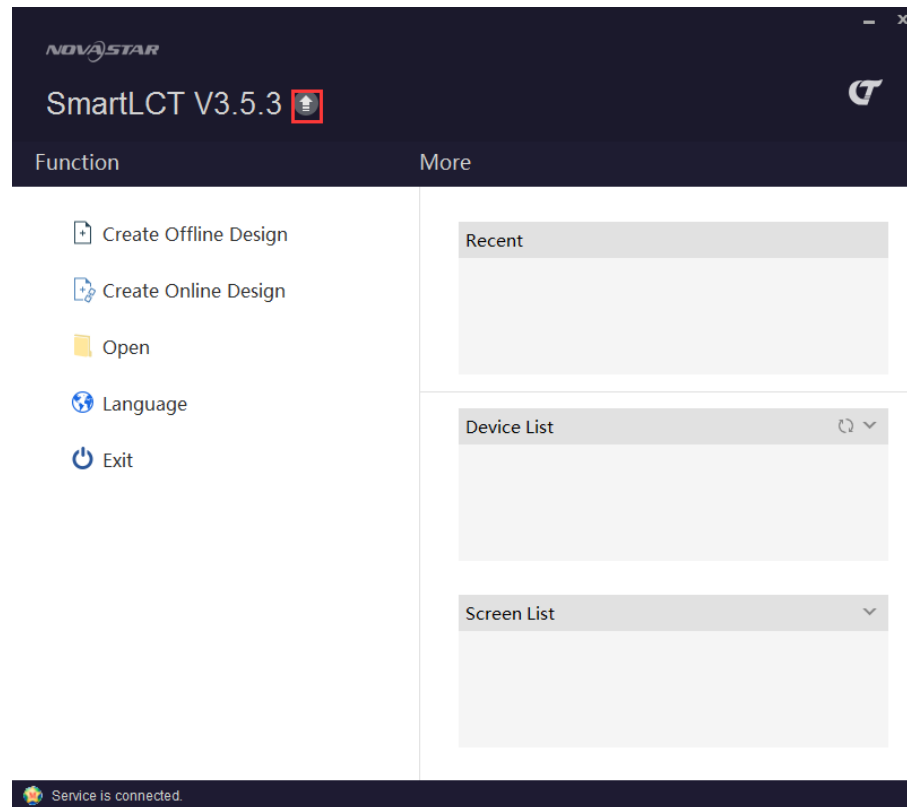 NOVASTAR
SmartLCT V3.5.3
Function
More
Create Offline Design
Create Online Design
Open
Language
Exit
Recent
Device List
Screen List
Service is connected.